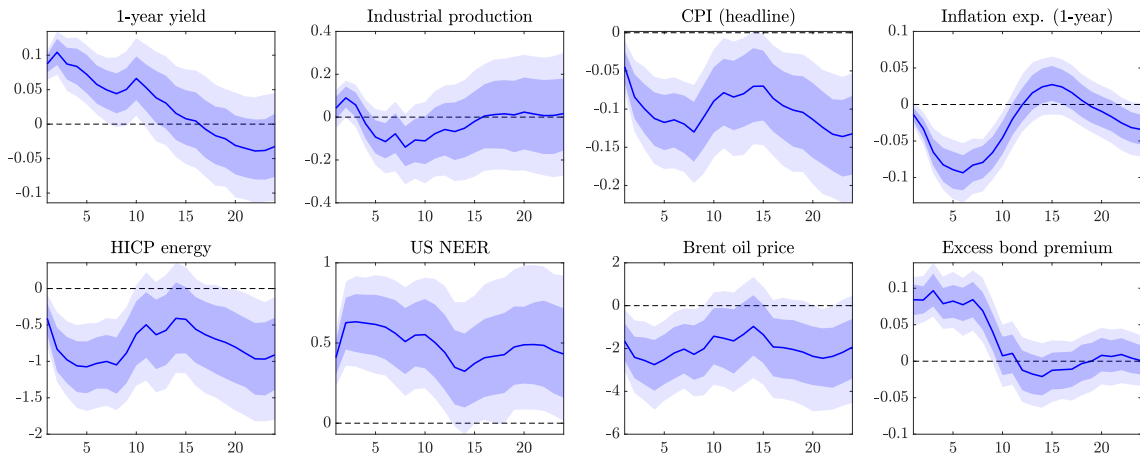 1-year yield
0.1
0.05
0
-0.05
-0.1
5 10 15 20
Industrial production
0.4
0.2
0
-0.2
-0.4
5 10 15 20
CPI (headline)
0
-0.05
-0.1
-0.15
-0.2
5 10 15 20
Inflation exp. (1-year)
0.1
0.05
0
-0.05
-0.1
5 10 15 20
HICP energy
0
-0.5
-1
-1.5
-2
5 10 15 20
US NEER
1
0.5
0
5 10 15 20
Brent oil price
2
0
-2
-4
-6
5 10 15 20
Excess bond premium
0.1
0.05
0
-0.05
-0.1
5 10 15 20